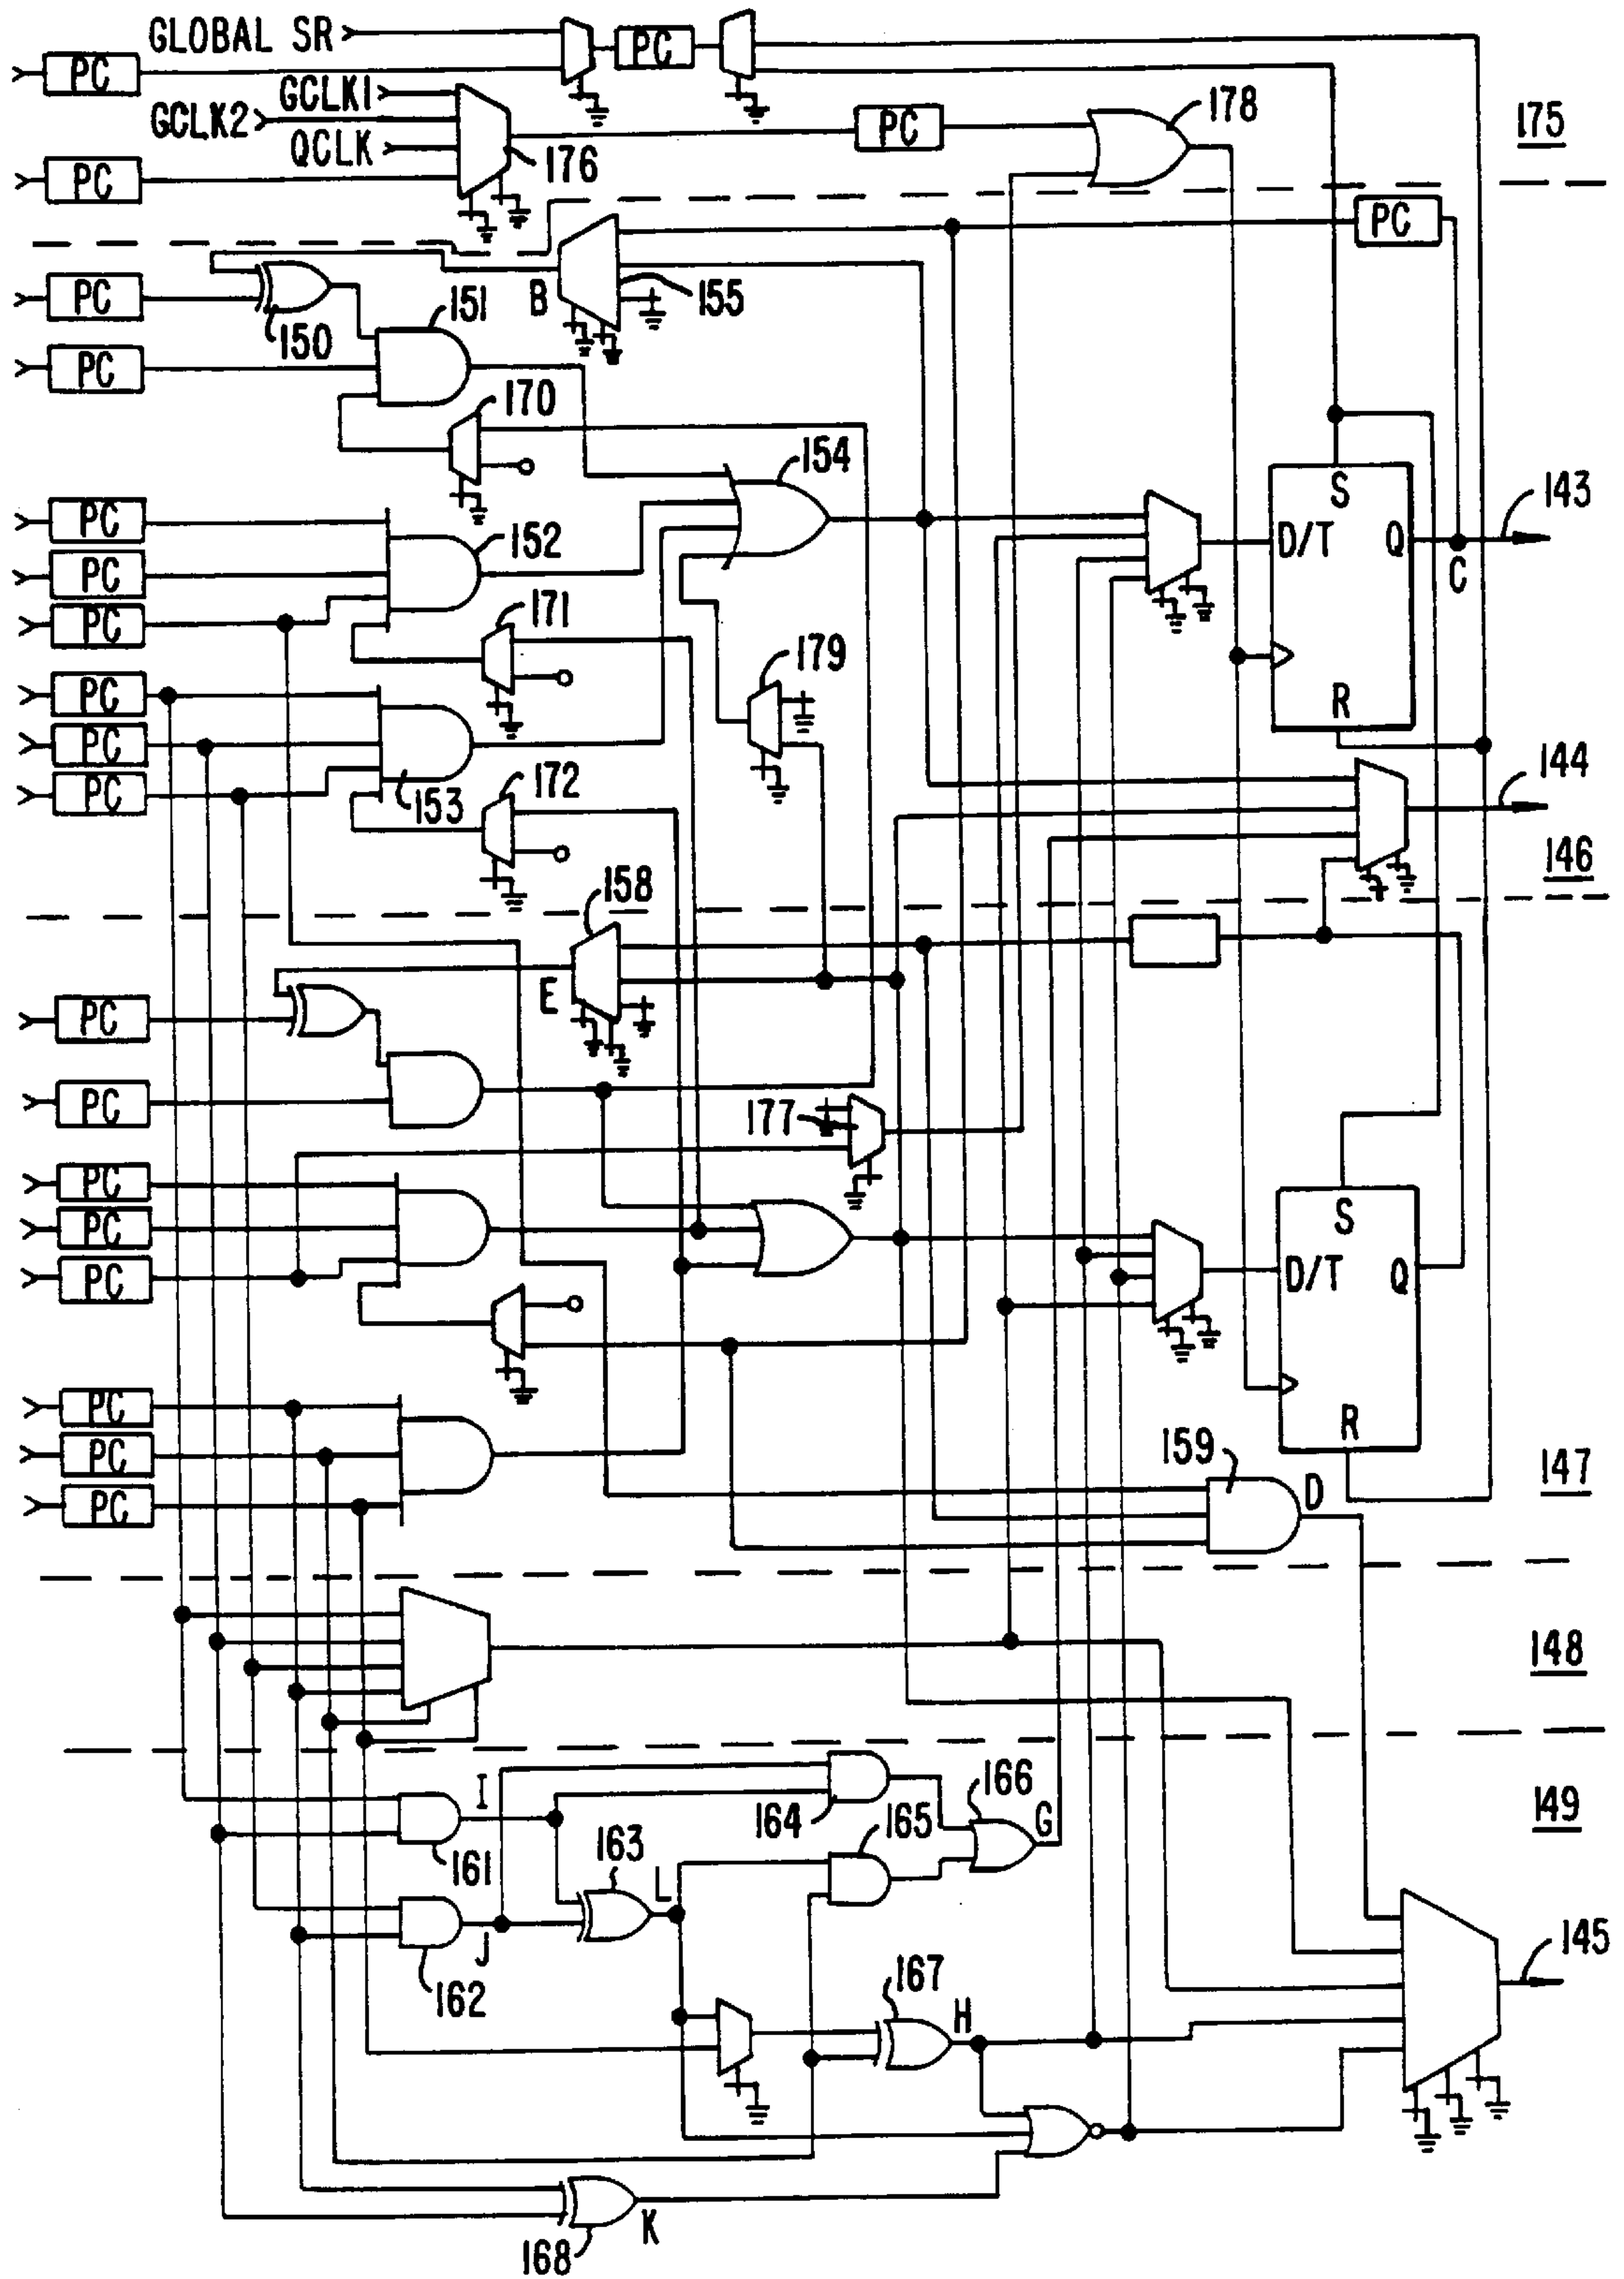 GLOBAL SR
PC
PC
GCLK1
GCLK2
QCLK
176
PC
178
175
PC
PC
PC
150
151
B
155
PC
170
154
PC
152
143
S
D/T
Q
C
R
PC
PC
171
179
PC
PC
153
PC
172
144
146
158
E
PC
PC
177
PC
PC
PC
S
D/T
Q
R
PC
PC
PC
159
D
147
148
I
161
164
165
166
G
149
163
L
J
162
167
H
145
168
K